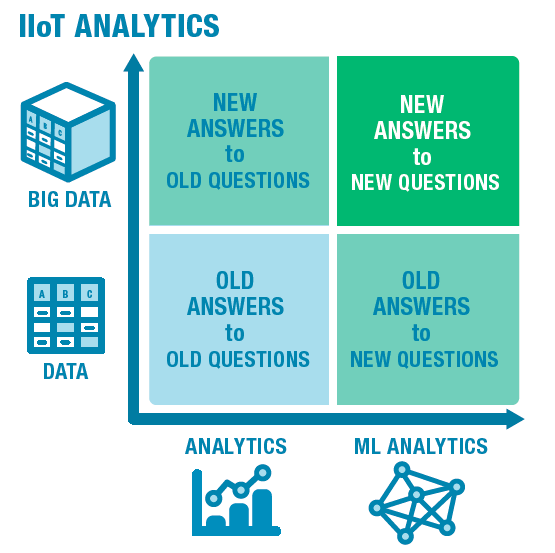 IIoT ANALYTICS
A B C
BIG DATA
NEW
ANSWERS
to
OLD QUESTIONS
NEW
ANSWERS
to
NEW QUESTIONS
A B C
DATA
OLD
ANSWERS
to
OLD QUESTIONS
OLD
ANSWERS
to
NEW QUESTIONS
ANALYTICS
ML ANALYTICS